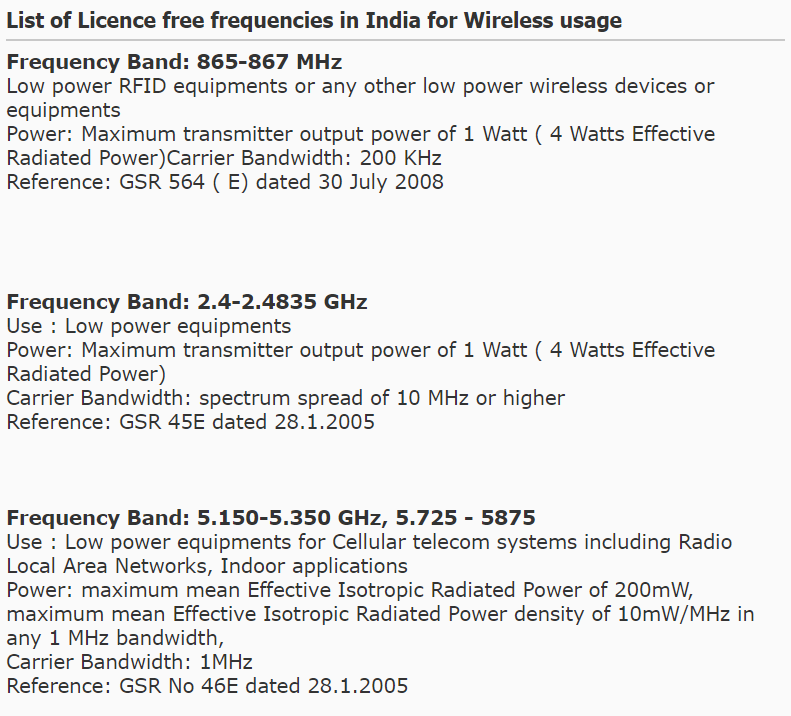 List of Licence free frequencies in India for Wireless usage
Frequency Band: 865-867 MHz
Low power RFID equipments or any other low power wireless devices or
equipments
Power: Maximum transmitter output power of 1 Watt ( 4 Watts Effective
Radiated Power)Carrier Bandwidth: 200 KHz
Reference: GSR 564 ( E) dated 30 July 2008
Frequency Band: 2.4-2.4835 GHz
Use : Low power equipments
Power: Maximum transmitter output power of 1 Watt ( 4 Watts Effective
Radiated Power)
Carrier Bandwidth: spectrum spread of 10 MHz or higher
Reference: GSR 45E dated 28.1.2005
Frequency Band: 5.150-5.350 GHz, 5.725 - 5875
Use : Low power equipments for Cellular telecom systems including Radio
Local Area Networks, Indoor applications
Power: maximum mean Effective Isotropic Radiated Power of 200mW,
maximum mean Effective Isotropic Radiated Power density of 10mW/MHz in
any 1 MHz bandwidth,
Carrier Bandwidth: 1MHz
Reference: GSR No 46E dated 28.1.2005